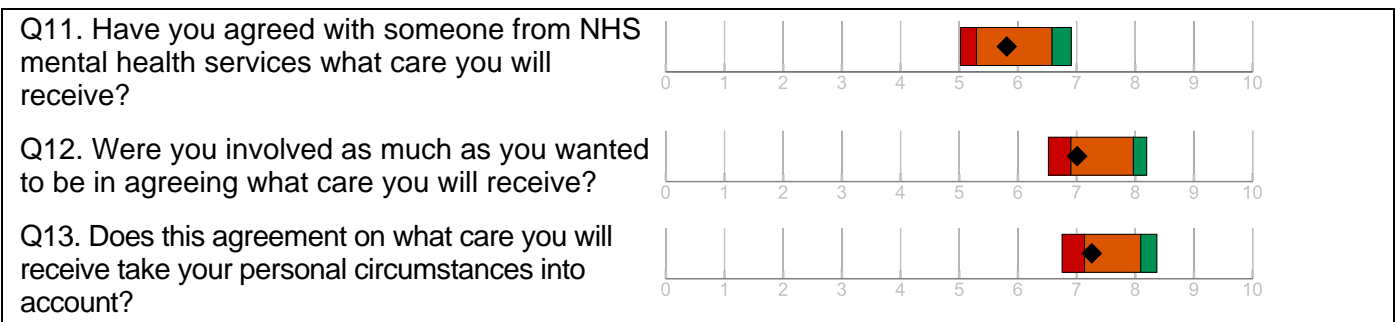 Q11. Have you agreed with someone from NHS
mental health services what care you will
receive?
0 1 2 3 4 5 6 7 8 9 10
Q12. Were you involved as much as you wanted
to be in agreeing what care you will receive?
0 1 2 3 4 5 6 7 8 9 10
Q13. Does this agreement on what care you will
receive take your personal circumstances into
account?
0 1 2 3 4 5 6 7 8 9 10